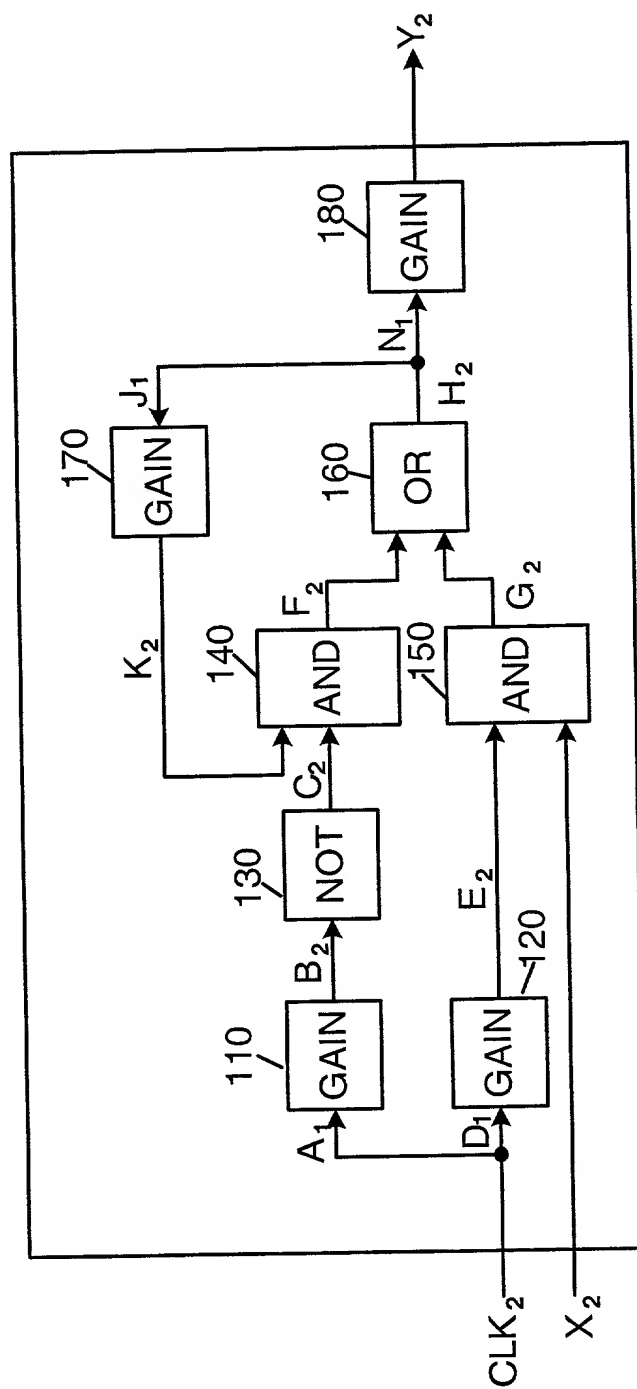 J₁
170
GAIN
K₂
180
GAIN
Y₂
N₁
H₂
160
OR
F₂
140
AND
C₂
130
NOT
B₂
110
GAIN
A₁
G₂
150
AND
E₂
120
GAIN
D₁
CLK₂
X₂